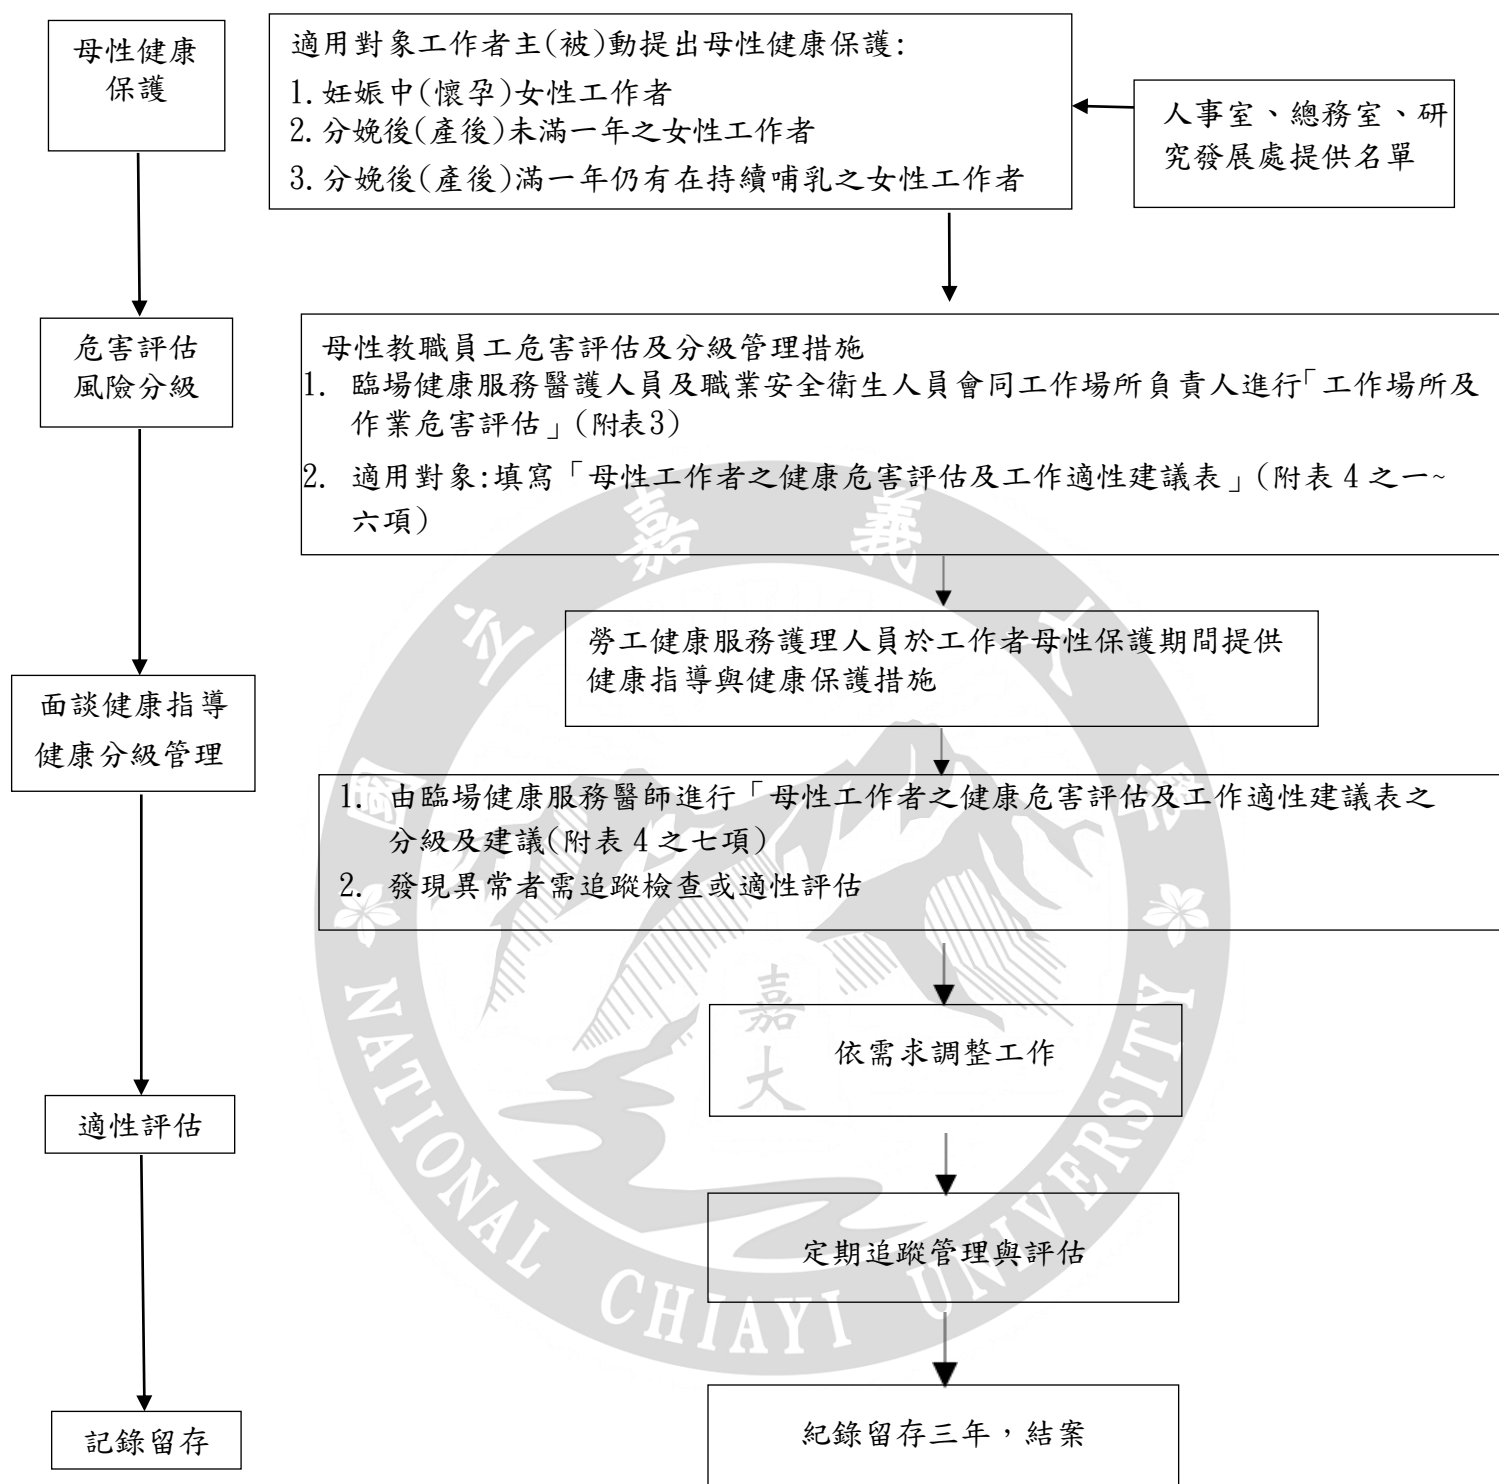 母性健康
保護
適用對象工作者主(被)動提出母性健康保護:
1.妊娠中(懷孕)女性工作者
2.分娩後(產後)未滿一年之女性工作者
3.分娩後(產後)滿一年仍有在持續哺乳之女性工作者
人事室、總務室、研
究發展處提供名單
危害評估
風險分級
母性教職員工危害評估及分級管理措施
1. 臨場健康服務醫護人員及職業安全衛生人員會同工作場所負責人進行「工作場所及
作業危害評估」(附表3)
2. 適用對象:填寫「母性工作者之健康危害評估及工作適性建議表」(附表 4 之一~
六項)
勞工健康服務護理人員於工作者母性保護期間提供
健康指導與健康保護措施
面談健康指導
健康分級管理
1. 由臨場健康服務醫師進行「母性工作者之健康危害評估及工作適性建議表之
分級及建議(附表 4 之七項)
2. 發現異常者需追蹤檢查或適性評估
依需求調整工作
適性評估
定期追蹤管理與評估
記錄留存
紀錄留存三年，結案
國立嘉義大學
嘉大
NATIONAL CHIAYI UNIVERSITY